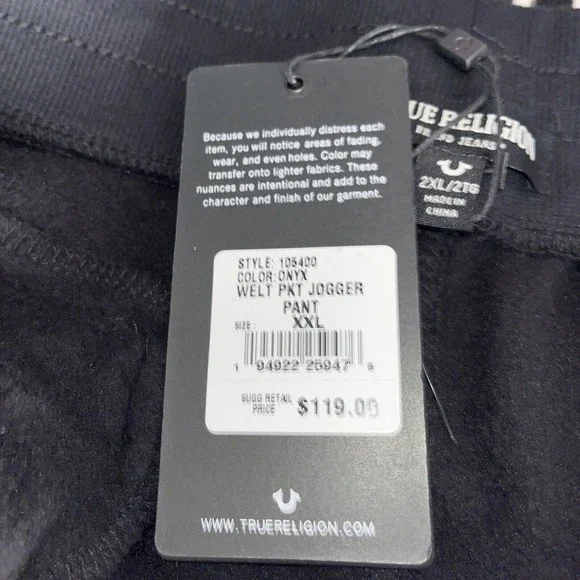 Because we individually distress each
item, you will notice areas of fading,
wear, and even holes. Color may
transfer onto lighter fabrics. These
nuances are intentional and add to the
character and finish of our garment.
STYLE: 106400
COLOR: ONYX
WELT PKT JOGGER
PANT
SIZE: XXL
1 94922 25947 8
SUGG RETAIL
PRICE $119.00
WWW.TRUERELIGION.COM
UE RELIGION
JEANS
2XL/2TG
MADE IN
CHINA